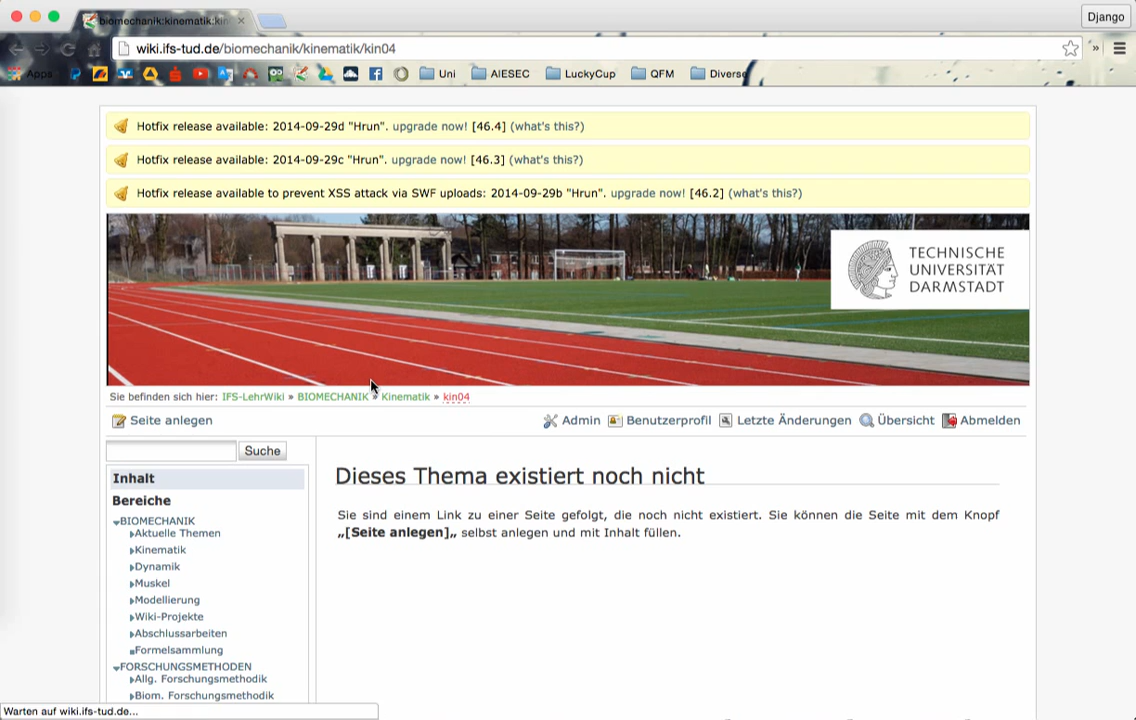 biomechanik:kinematik:kin
Django
wiki.ifs-tud.de/biomechanik/kinematik/kin04
Apps
Uni
AIESEC
LuckyCup
QFM
Diverse
Hotfix release available: 2014-09-29d "Hrun". upgrade now! [46.4] (what's this?)
Hotfix release available: 2014-09-29c "Hrun". upgrade now! [46.3] (what's this?)
Hotfix release available to prevent XSS attack via SWF uploads: 2014-09-29b "Hrun". upgrade now! [46.2] (what's this?)
TECHNISCHE
UNIVERSITÄT
DARMSTADT
Sie befinden sich hier: IFS-LehrWiki » BIOMECHANIK » Kinematik » kin04
Seite anlegen
Admin Benutzerprofil Letzte Änderungen Übersicht Abmelden
Suche
Inhalt
Bereiche
BIOMECHANIK
Aktuelle Themen
Kinematik
Dynamik
Muskel
Modellierung
Wiki-Projekte
Abschlussarbeiten
Formelsammlung
FORSCHUNGSMETHODEN
Allg. Forschungsmethodik
Biom. Forschungsmethodik
Dieses Thema existiert noch nicht
Sie sind einem Link zu einer Seite gefolgt, die noch nicht existiert. Sie können die Seite mit dem Knopf
„[Seite anlegen]„ selbst anlegen und mit Inhalt füllen.
Warten auf wiki.ifs-tud.de...